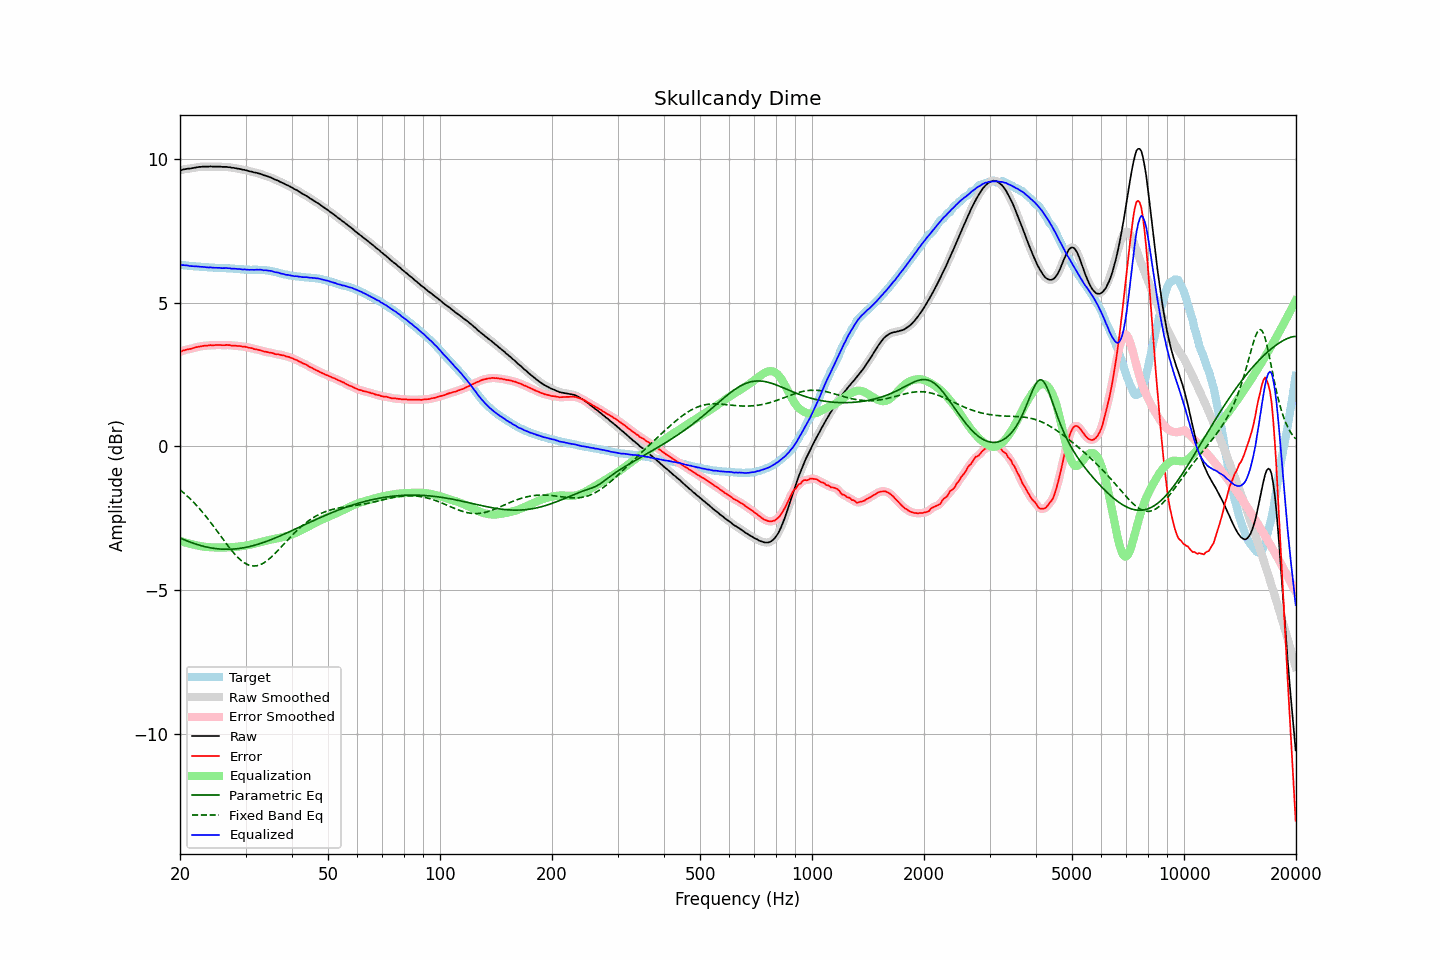 Skullcandy Dime
Amplitude (dBr)
10
5
0
−5
−10
Target
Raw Smoothed
Error Smoothed
Raw
Error
Equalization
Parametric Eq
Fixed Band Eq
Equalized
20 50 100 200 500 1000 2000 5000 10000 20000
Frequency (Hz)